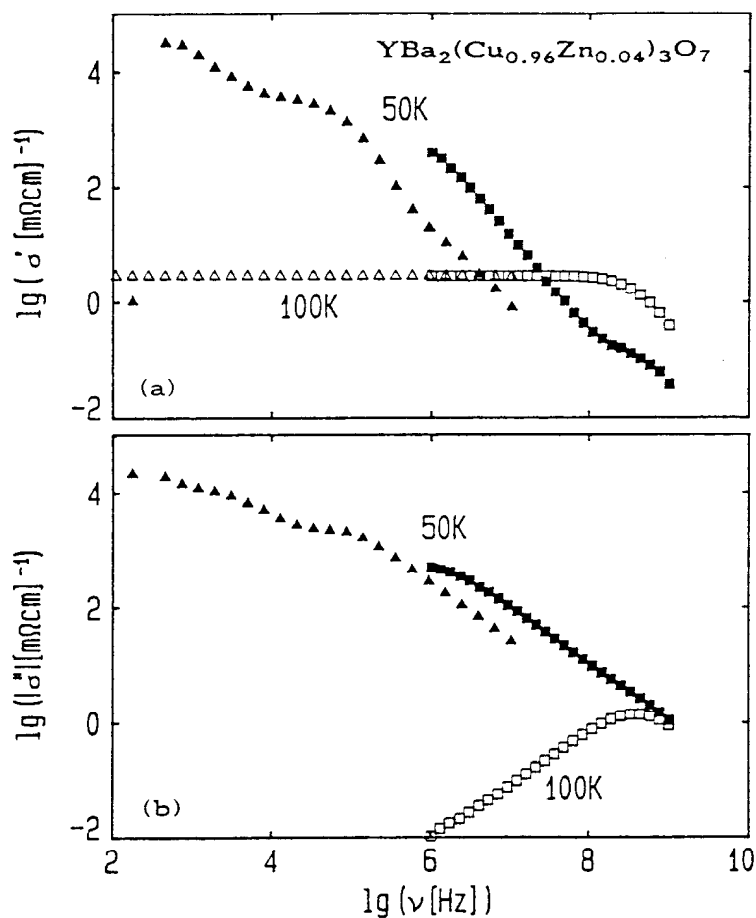 YBa₂(Cu₀.₉₆Zn₀.₀₄)₃O₇
4
50K
2
lg(σ' [mΩcm]⁻¹)
0
100K
(a)
-2
4
50K
2
lg(|σ"|[mΩcm]⁻¹)
0
100K
(b)
-2
2 4 6 8 10
lg(ν[Hz])